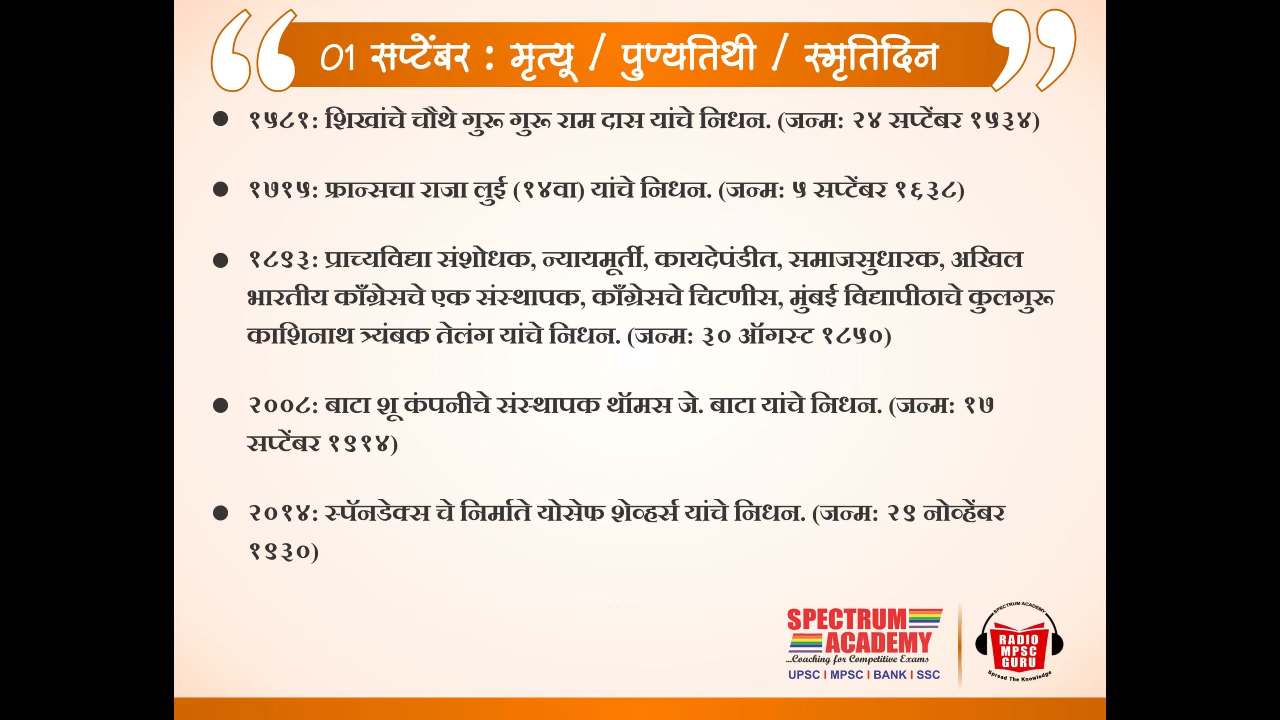 01 सप्टेंबर : मृत्यू / पुण्यतिथी / स्मृतिदिन
१५८१: शिखांचे चौथे गुरू गुरू राम दास यांचे निधन. (जन्म: २४ सप्टेंबर १५३४)
१७१५: फ्रान्सचा राजा लुई (१४वा) यांचे निधन. (जन्म: ५ सप्टेंबर १६३८)
१८९३: प्राच्यविद्या संशोधक, न्यायमूर्ती, कायदेपंडीत, समाजसुधारक, अखिल
भारतीय काँग्रेसचे एक संस्थापक, काँग्रेसचे चिटणीस, मुंबई विद्यापीठाचे कुलगुरू
काशिनाथ त्र्यंबक तेलंग यांचे निधन. (जन्म: ३० ऑगस्ट १८५०)
२००८: बाटा शू कंपनीचे संस्थापक थॉमस जे. बाटा यांचे निधन. (जन्म: १७
सप्टेंबर १९१४)
२०१४: स्पॅनडेक्स चे निर्माते योसेफ शेव्हर्स यांचे निधन. (जन्म: २९ नोव्हेंबर
१९३०)
SPECTRUM
ACADEMY
...Coaching for Competitive Exams
UPSC | MPSC | BANK | SSC
SPECTRUM ACADEMY
RADIO
MPSC
GURU
Spread The Knowledge